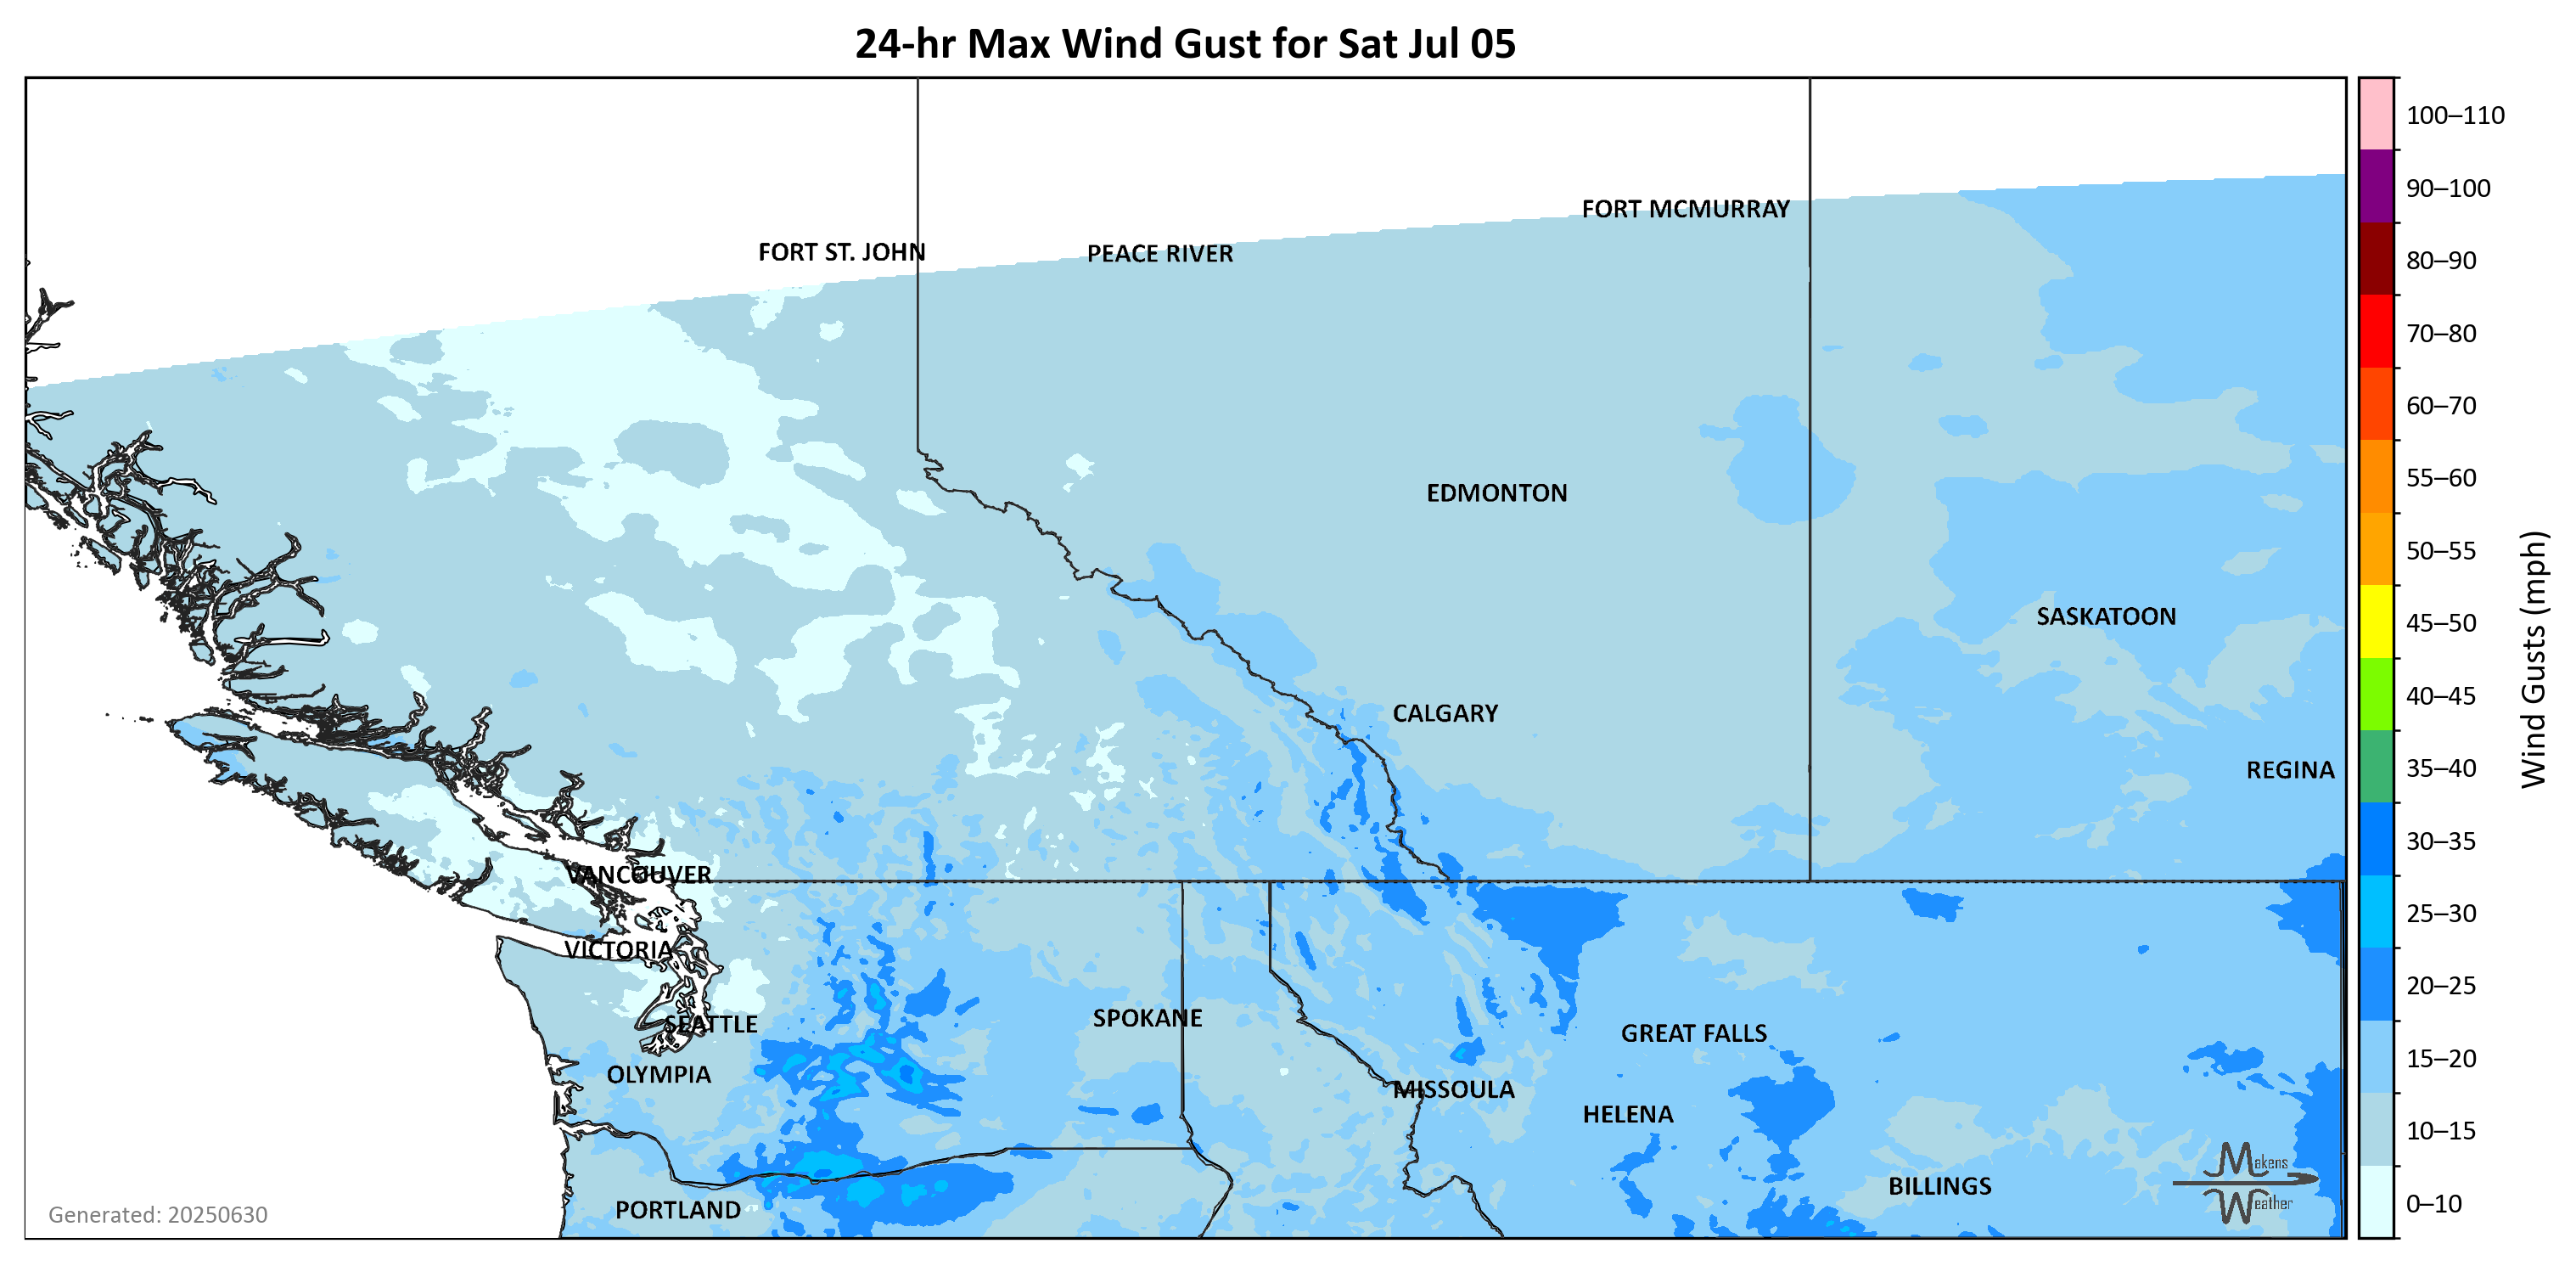 24-hr Max Wind Gust for Sat Jul 05
100–110
90–100
80–90
70–80
60–70
55–60
50–55
45–50
40–45
35–40
30–35
25–30
20–25
15–20
10–15
0–10
Wind Gusts (mph)
FORT MCMURRAY
FORT ST. JOHN
PEACE RIVER
EDMONTON
SASKATOON
CALGARY
REGINA
VANCOUVER
VICTORIA
SEATTLE
SPOKANE
GREAT FALLS
OLYMPIA
MISSOULA
HELENA
BILLINGS
PORTLAND
Makens
Weather
Generated: 20250630